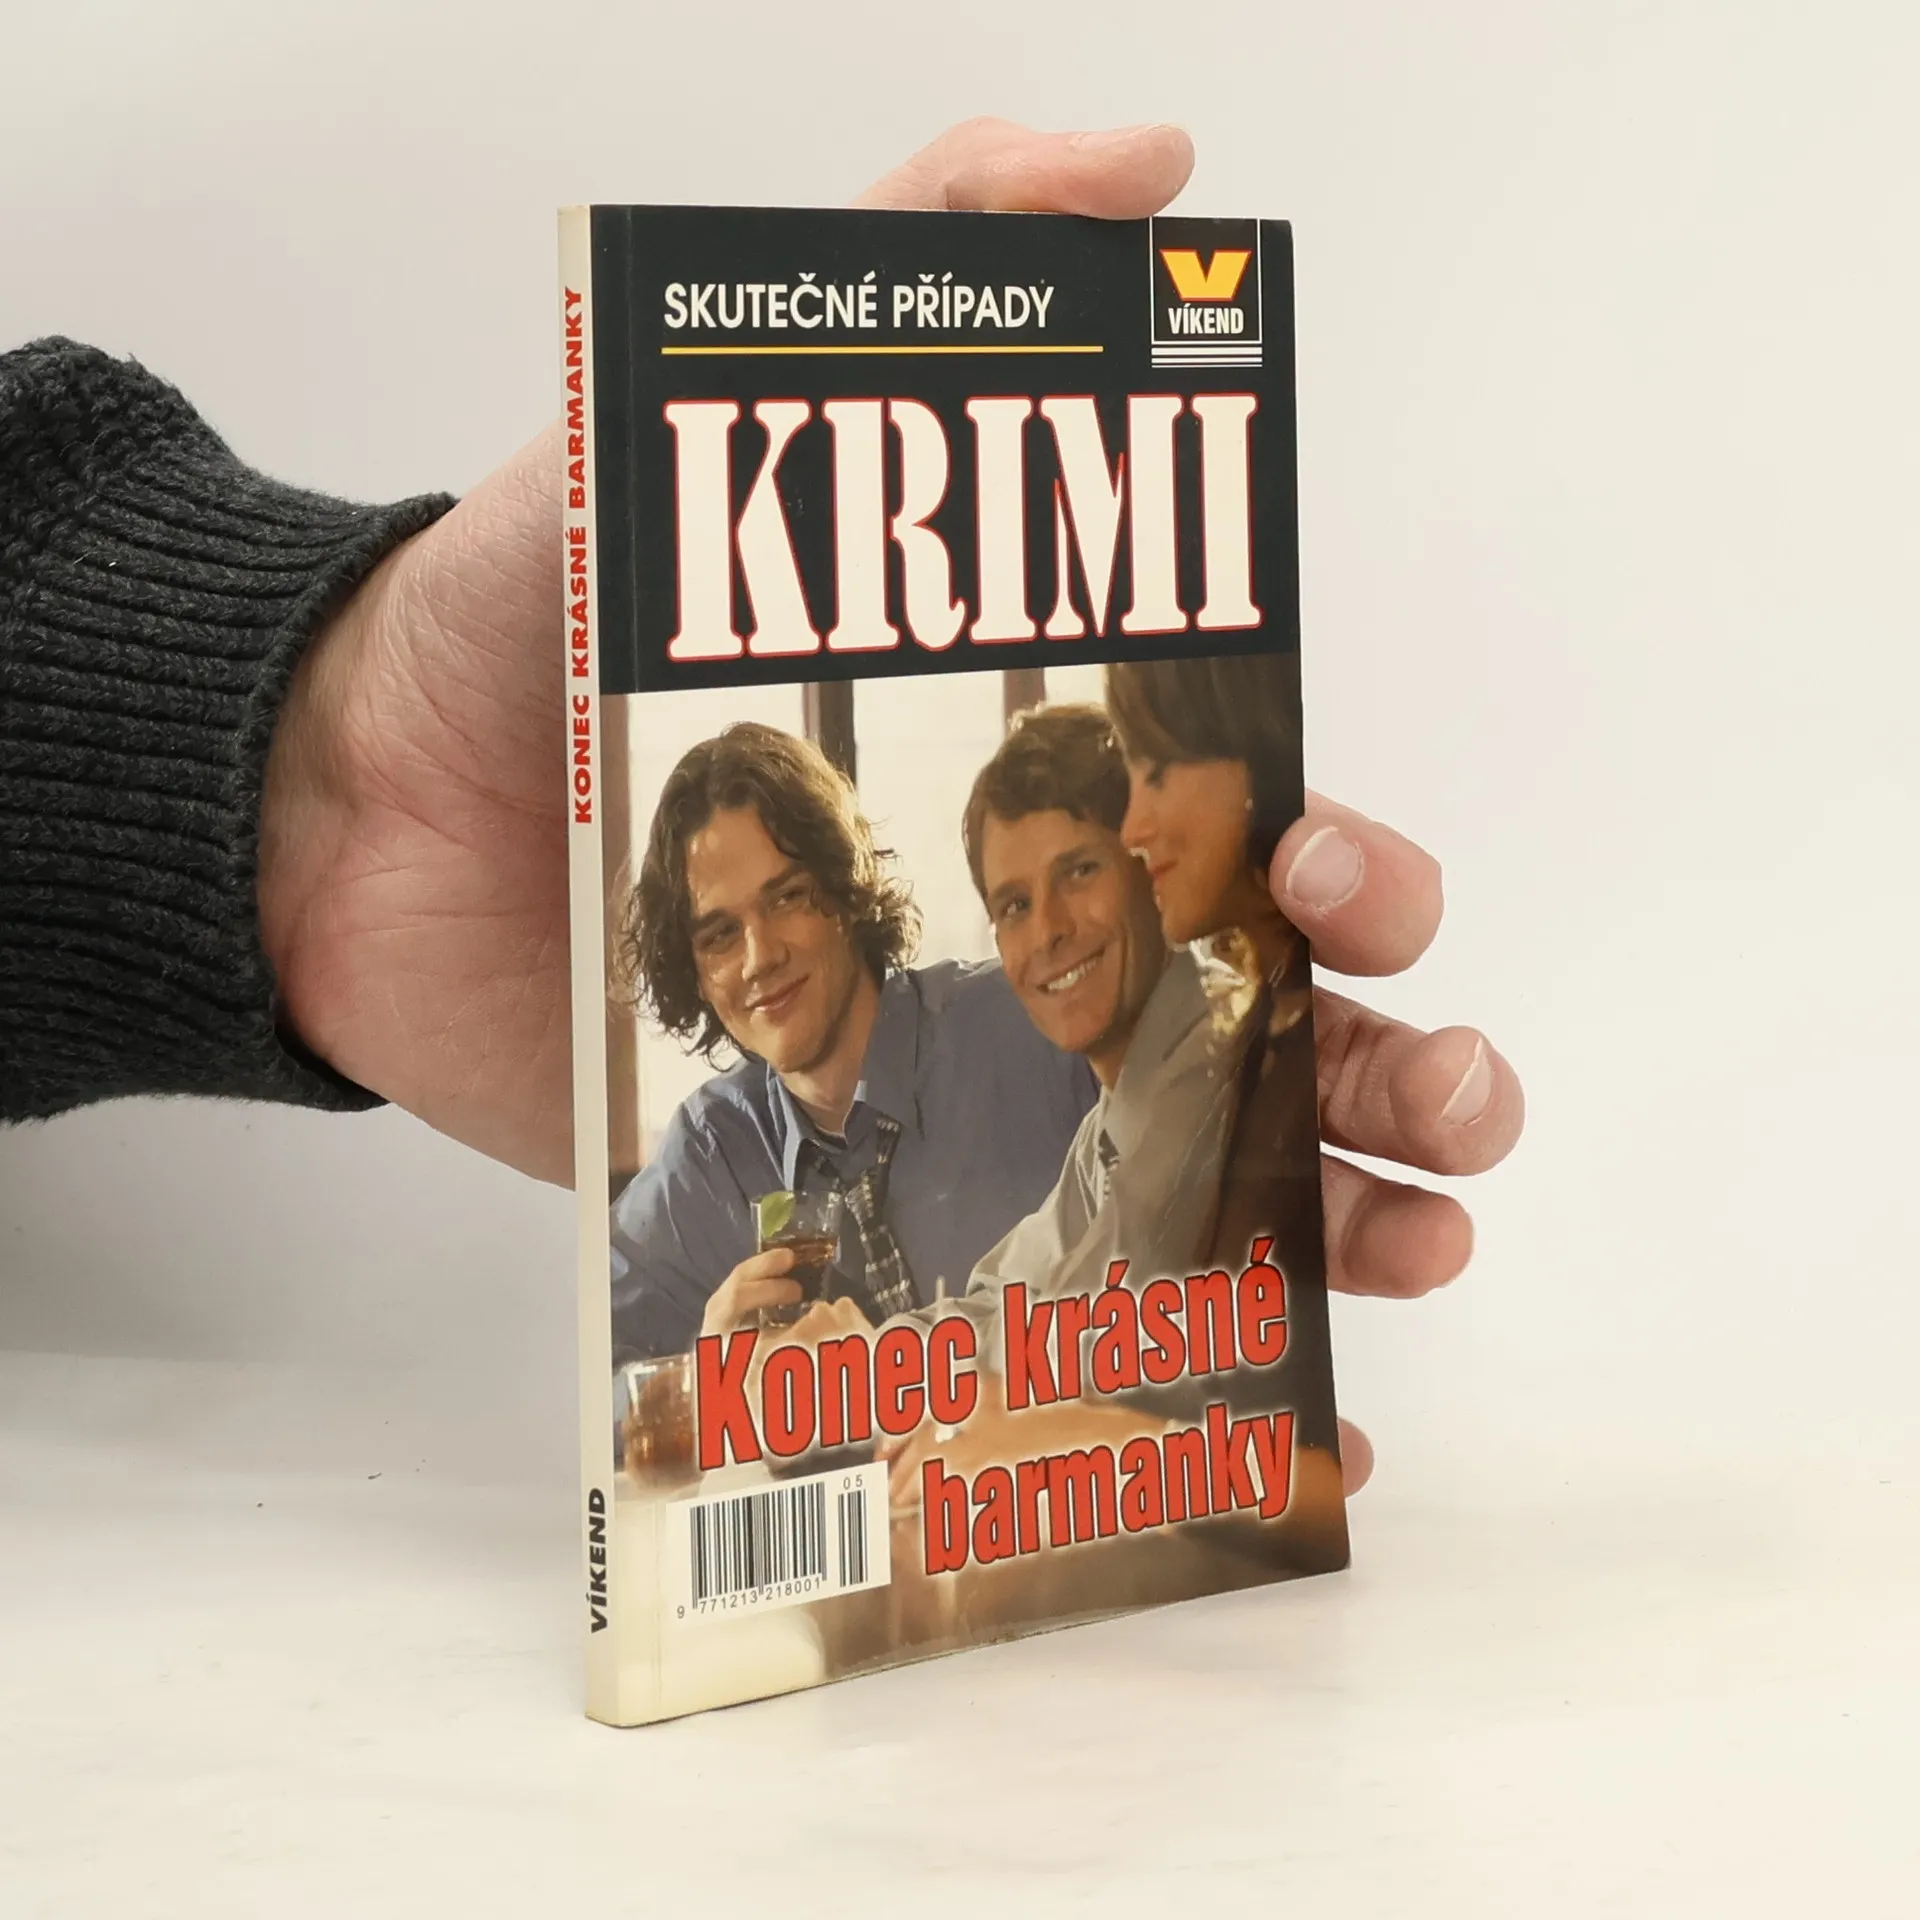 SKUTEČNÉ PŘÍPADY
VÍKEND
KRIMI
Konec krásné
barmanky
05
9 771213 218001
KONEC KRÁSNÉ BARMANKY
VÍKEND